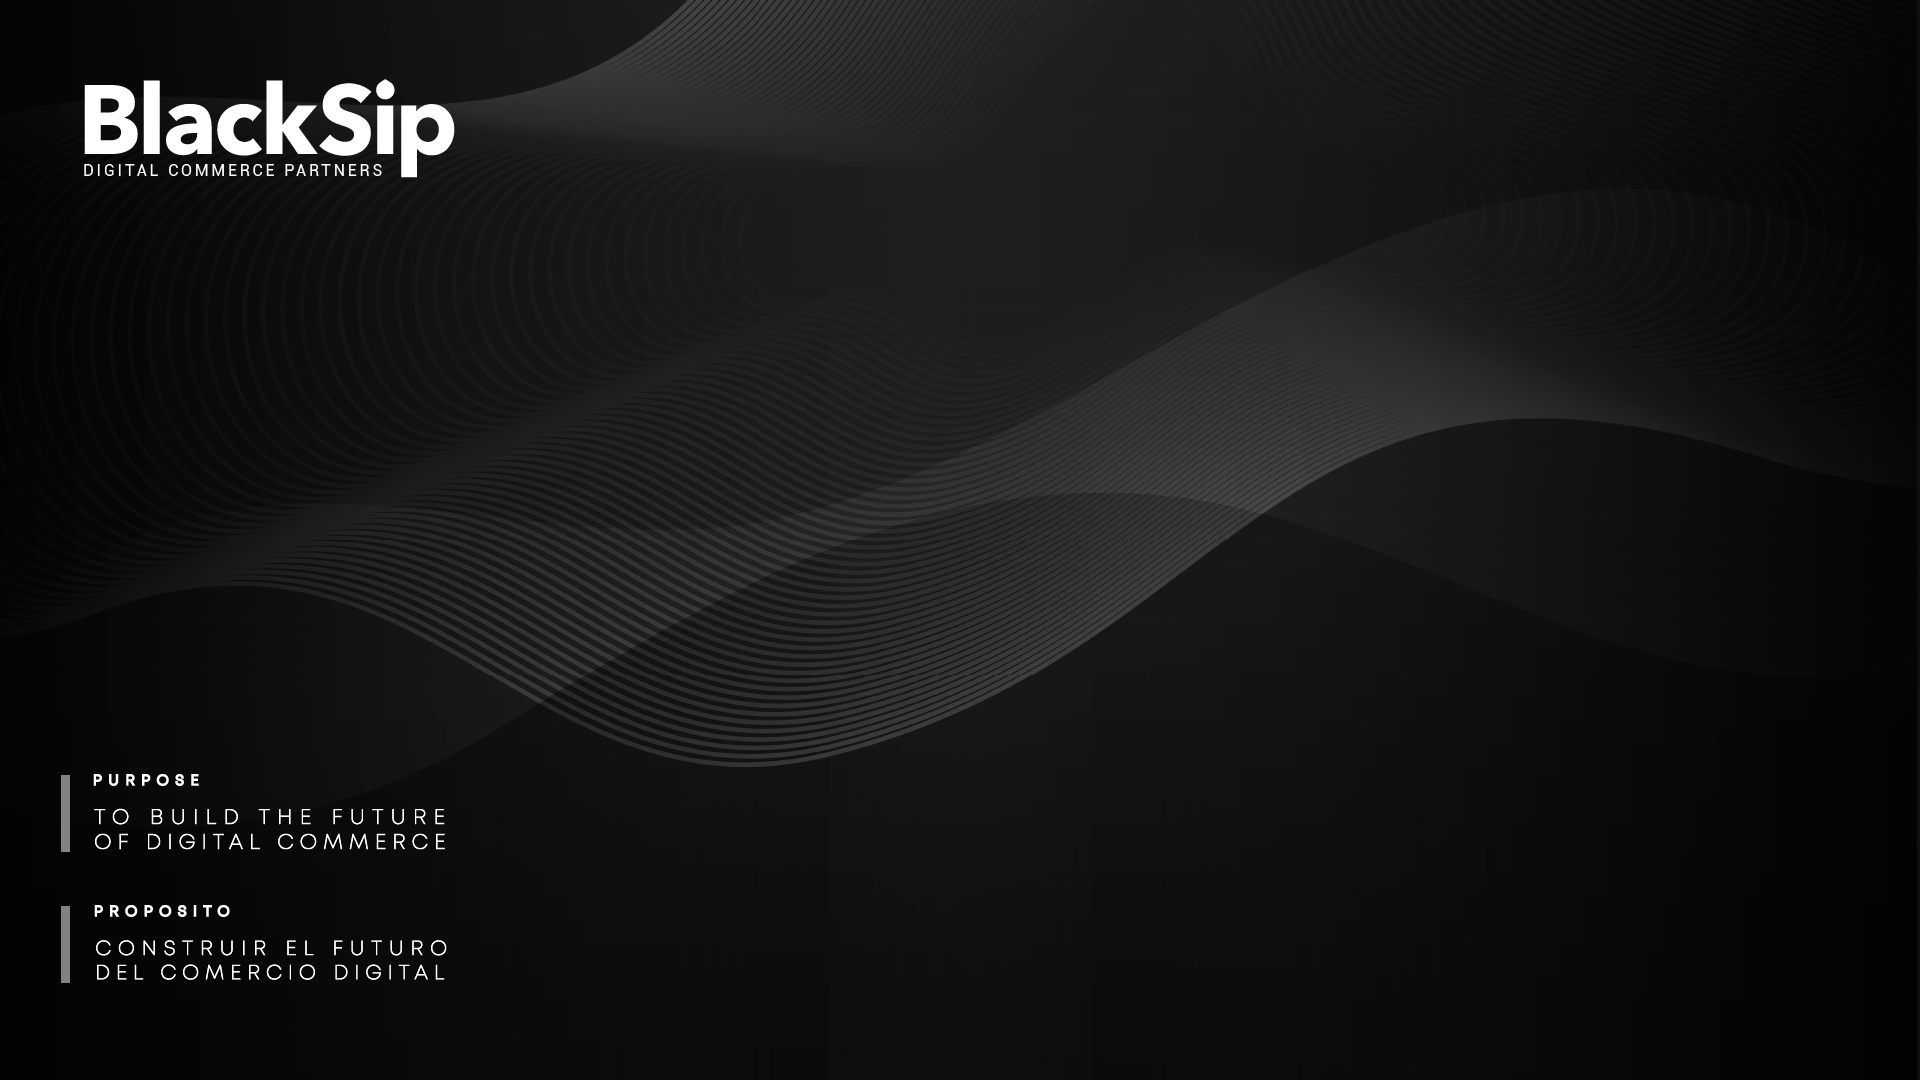 BlackSip
DIGITAL COMMERCE PARTNERS
PURPOSE
TO BUILD THE FUTURE
OF DIGITAL COMMERCE
PROPOSITO
CONSTRUIR EL FUTURO
DEL COMERCIO DIGITAL